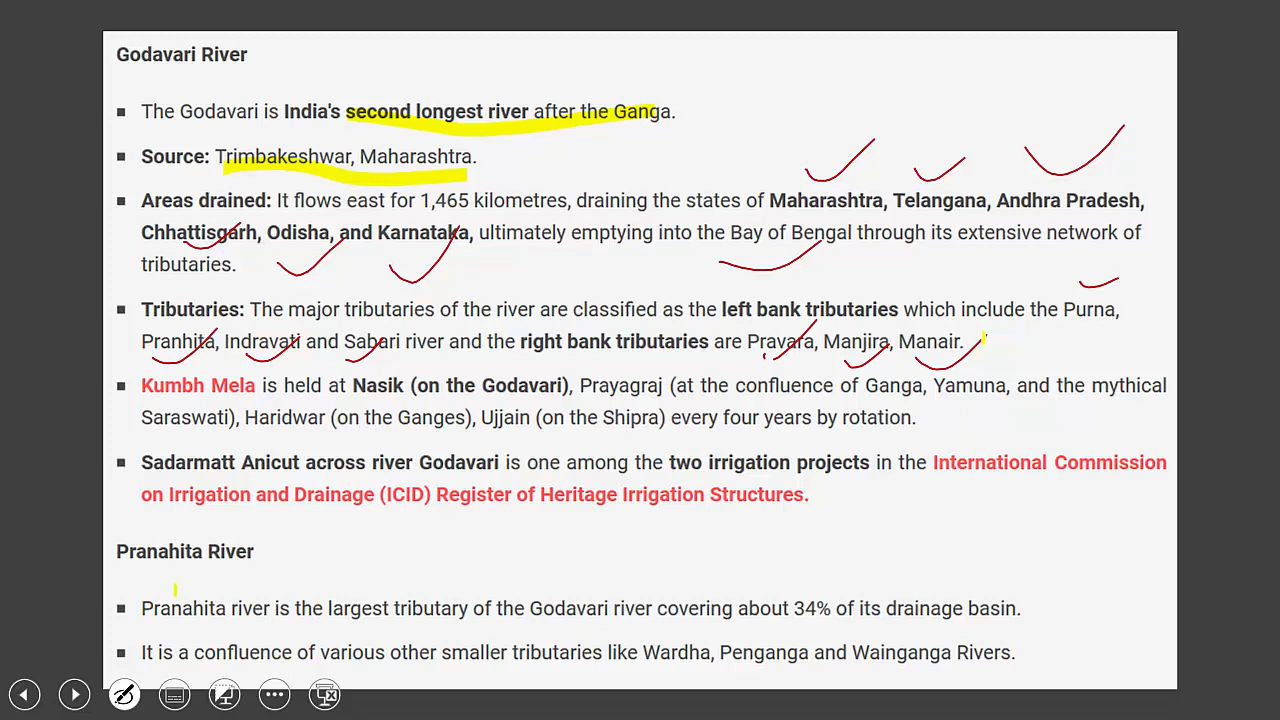 Godavari River
The Godavari is India's second longest river after the Ganga.
Source: Trimbakeshwar, Maharashtra.
Areas drained: It flows east for 1,465 kilometres, draining the states of Maharashtra, Telangana, Andhra Pradesh,
Chhattisgarh, Odisha, and Karnataka, ultimately emptying into the Bay of Bengal through its extensive network of
tributaries.
Tributaries: The major tributaries of the river are classified as the left bank tributaries which include the Purna,
Pranhita, Indravati and Sabari river and the right bank tributaries are Pravara, Manjira, Manair.
Kumbh Mela is held at Nasik (on the Godavari), Prayagraj (at the confluence of Ganga, Yamuna, and the mythical
Saraswati), Haridwar (on the Ganges), Ujjain (on the Shipra) every four years by rotation.
Sadarmatt Anicut across river Godavari is one among the two irrigation projects in the International Commission
on Irrigation and Drainage (ICID) Register of Heritage Irrigation Structures.
Pranahita River
Pranahita river is the largest tributary of the Godavari river covering about 34% of its drainage basin.
It is a confluence of various other smaller tributaries like Wardha, Penganga and Wainganga Rivers.